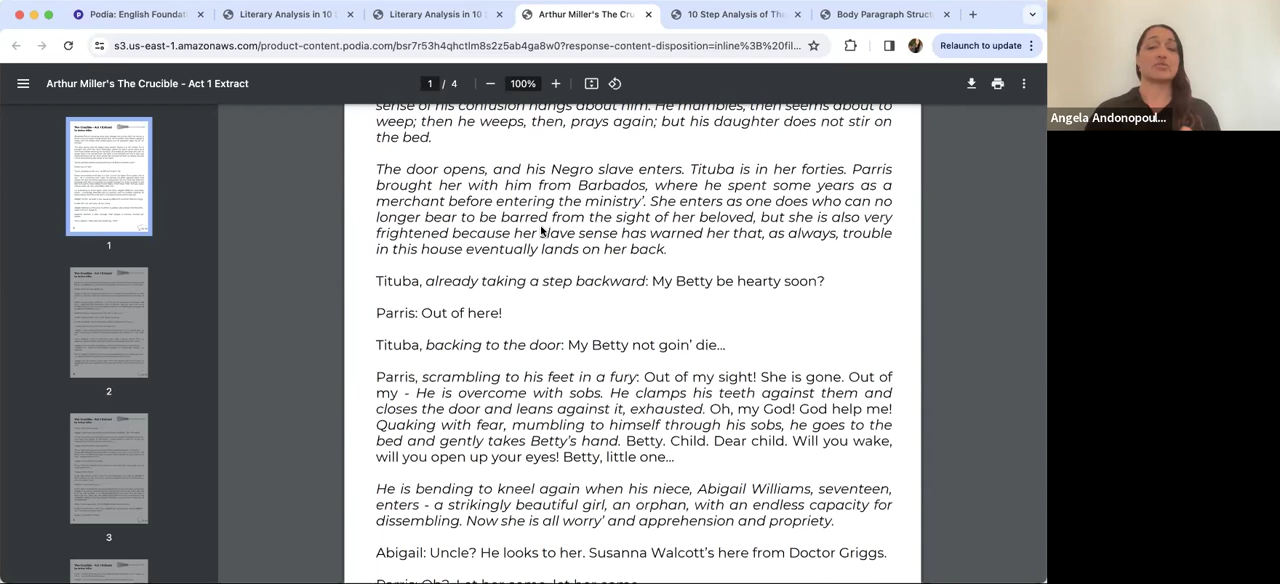 Podia: English Foundat
Literary Analysis in 10
Literary Analysis in 10
Arthur Miller's The Cru
10 Step Analysis of The
Body Paragraph Struct
s3.us-east-1.amazonaws.com/product-content.podia.com/bsr7r53h4q91m8s2z5ab4ga8w0?response-content-disposition=inline%3B%20fil...
Relaunch to update
Arthur Miller's The Crucible - Act 1 Extract
1 / 4
100%
sense of his confusion hangs about him. He mumbles, then seems about to
weep; then he weeps, then prays again; but his daughter does not stir on
the bed.
The door opens, and his Negro slave enters. Tituba is in her forties. Parris
brought her with him from Barbados, where he spent some years as a
merchant before entry'. She enters as one does who can no
longer bear to be barred from the sight of her beloved, but she is also very
frightened because her slave sense has warned her that, as always, trouble
in this house eventually lands on her back.
Tituba, already taking a step backward: My Betty be hearty soon?
Parris: Out of here!
Tituba, backing to the door: My Betty not goin' die...
Parris, scrambling to his feet in a fury: Out of my sight! She is gone. Out of
my - He is overcome with sobs. He clamps his teeth against them and
closes the door and leans against it, exhausted. Oh, my God! God help me!
Quaking with fear, mumbling to himself through his sobs, he goes to the
bed and gently takes Betty's hand. Betty. Child. Dear child. Will you wake,
will you open up your eyes! Betty, little one...
He is bending to kneel again when his niece, Abigail Williams, seventeen,
enters - a strikingly beautiful girl, an orphan, with an endless capacity for
dissembling. Now she is all worry' and apprehension and propriety.
Abigail: Uncle? He looks to her. Susanna Walcott's here from Doctor Griggs.
Parris: Oh? Let her come, let her come.
1
2
3
Angela Andonopoul...